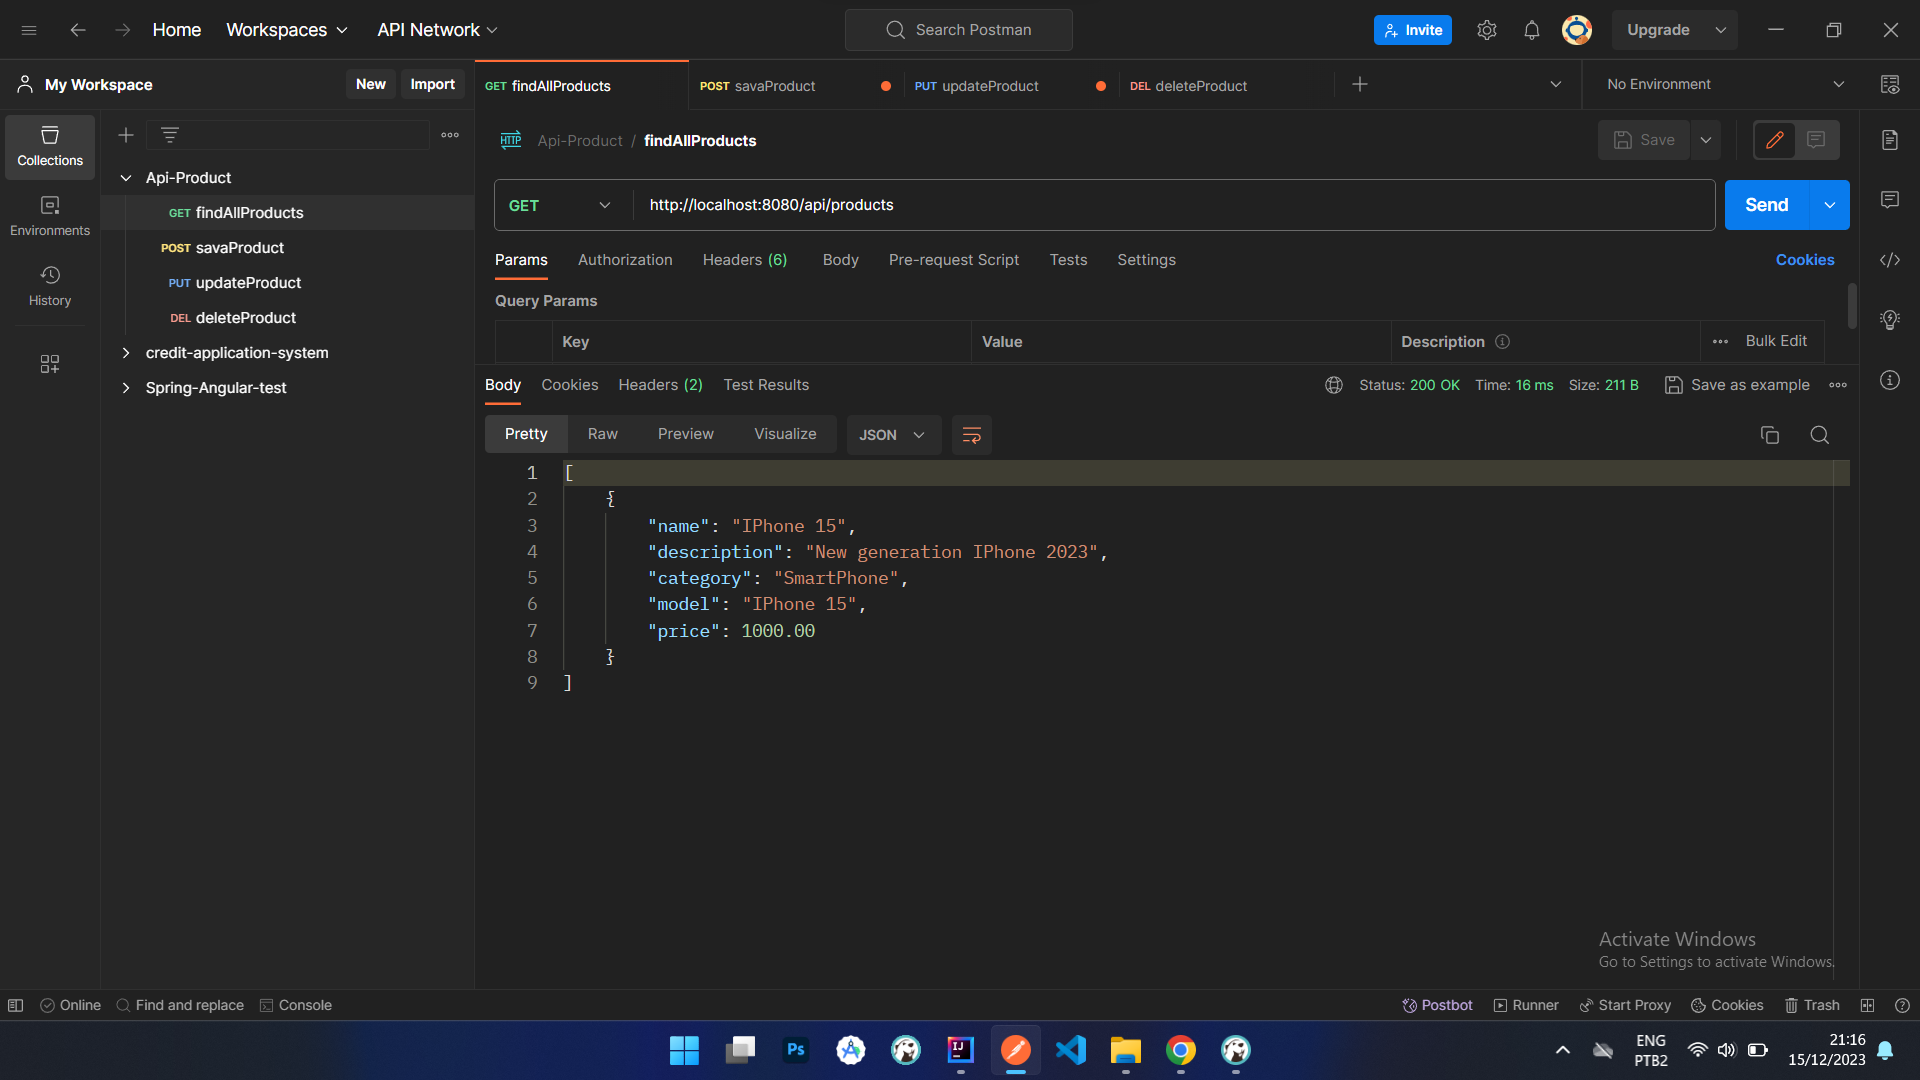 Home Workspaces API Network Search Postman Invite Upgrade
My Workspace New Import GET findAllProducts POST savaProduct PUT updateProduct DEL deleteProduct No Environment
Collections
Environments
History
Api-Product
GET findAllProducts
POST savaProduct
PUT updateProduct
DEL deleteProduct
credit-application-system
Spring-Angular-test
HTTP Api-Product / findAllProducts Save
GET http://localhost:8080/api/products Send
Params Authorization Headers (6) Body Pre-request Script Tests Settings Cookies
Query Params
Key Value Description Bulk Edit
Body Cookies Headers (2) Test Results Status: 200 OK Time: 16 ms Size: 211 B Save as example
Pretty Raw Preview Visualize JSON
1 [
2 {
3 "name": "IPhone 15",
4 "description": "New generation IPhone 2023",
5 "category": "SmartPhone",
6 "model": "IPhone 15",
7 "price": 1000.00
8 }
9 ]
Activate Windows
Go to Settings to activate Windows.
Online Find and replace Console Postbot Runner Start Proxy Cookies Trash
Ps IJ
ENG
PTB2
21:16
15/12/2023